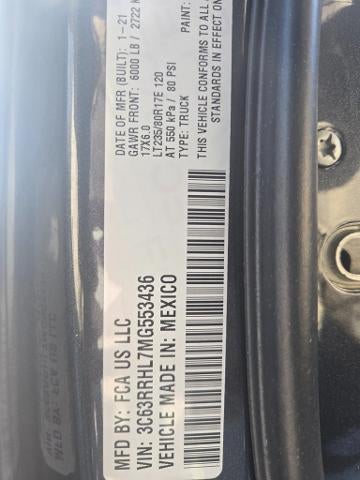 MFD BY: FCA US LLC
VIN: 3C63RRHL7MG553436
VEHICLE MADE IN: MEXICO
DATE OF MFR (BUILT): 1-21
GAWR FRONT: 6000 LB / 2722 K
17X6.0
LT235/80R17E 120
AT 550 kPa / 80 PSI
TYPE: TRUCK
PAINT:
THIS VEHICLE CONFORMS TO ALL
STANDARDS IN EFFECT ON